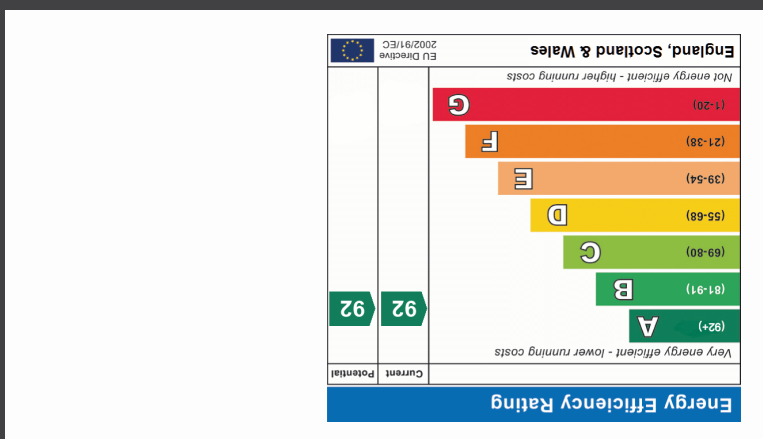 Energy Efficiency Rating
Current Potential
Very energy efficient - lower running costs
(92+) A
(81-91) B 92 92
(69-80) C
(55-68) D
(39-54) E
(21-38) F
(1-20) G
Not energy efficient - higher running costs
England, Scotland & Wales
EU Directive
2002/91/EC